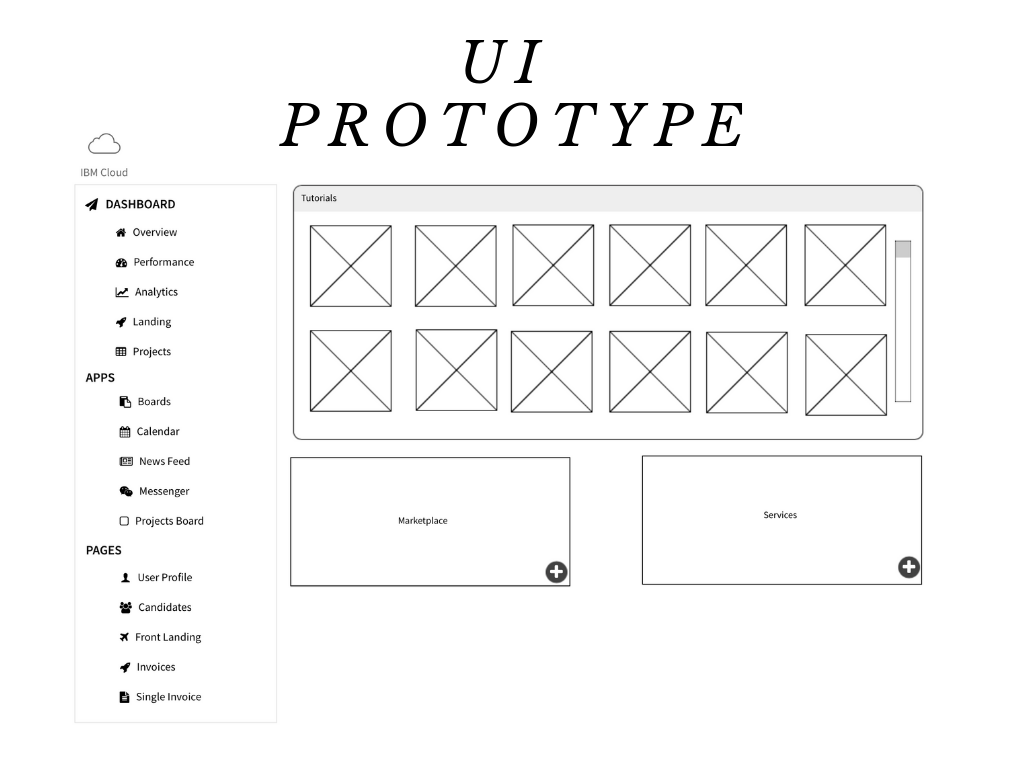 UI
PROTOTYPE
IBM Cloud
DASHBOARD
Overview
Performance
Analytics
Landing
Projects
APPS
Boards
Calendar
News Feed
Messenger
Projects Board
PAGES
User Profile
Candidates
Front Landing
Invoices
Single Invoice
Tutorials
Marketplace
Services